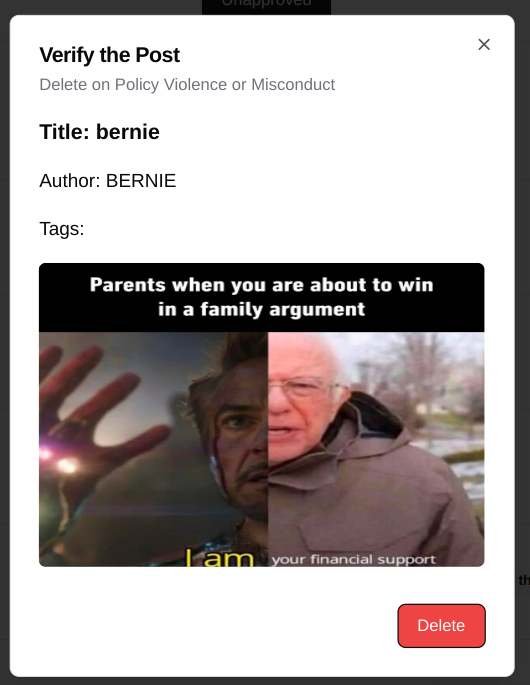 Unapproved
Verify the Post
Delete on Policy Violence or Misconduct
Title: bernie
Author: BERNIE
Tags:
Parents when you are about to win
in a family argument
I am your financial support
th
Delete